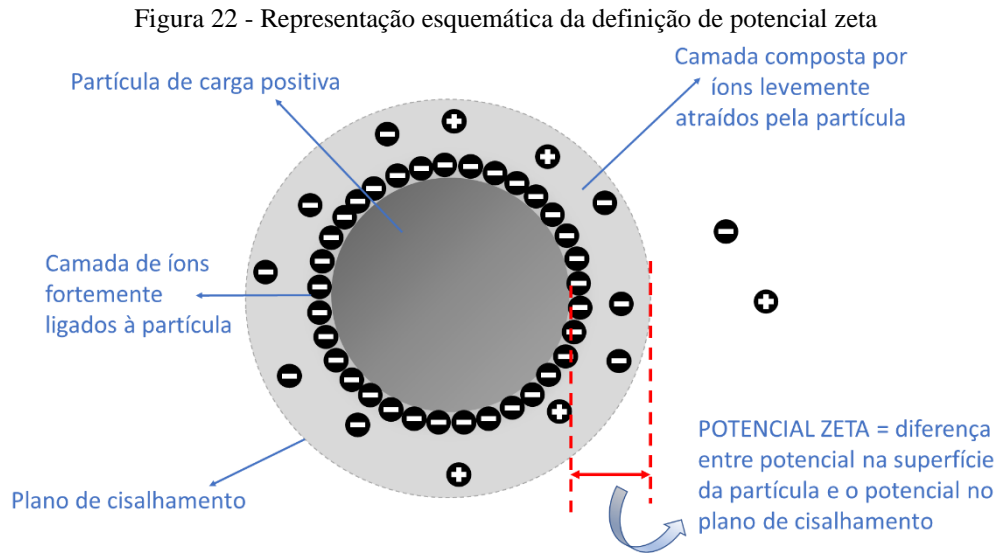 Figura 22 - Representação esquemática da definição de potencial zeta
Partícula de carga positiva
Camada composta por
íons levemente
atraídos pela partícula
Camada de íons
fortemente
ligados à partícula
Plano de cisalhamento
POTENCIAL ZETA = diferença
entre potencial na superfície
da partícula e o potencial no
plano de cisalhamento